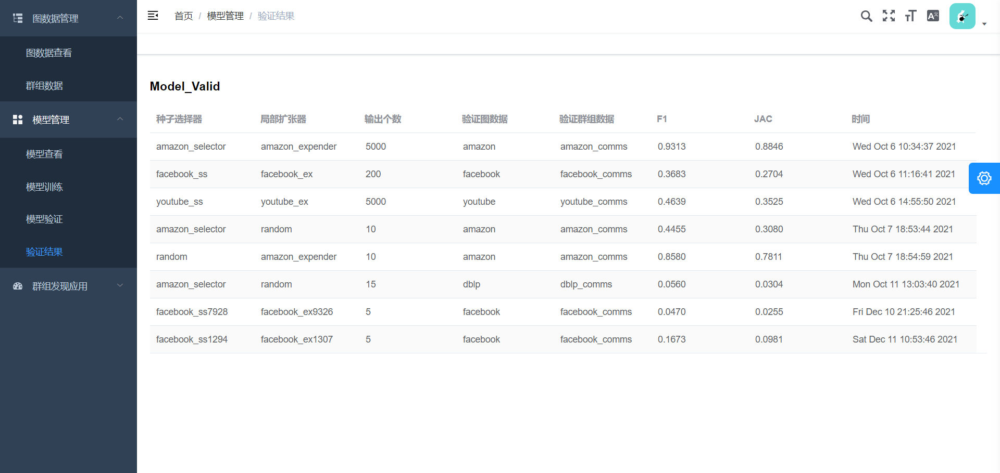 图数据管理
图数据查看
群组数据
模型管理
模型查看
模型训练
模型验证
验证结果
群组发现应用
首页 / 模型管理 / 验证结果
Model_Valid
种子选择器 局部扩张器 输出个数 验证图数据 验证群组数据 F1 JAC 时间
amazon_selector amazon_expender 5000 amazon amazon_comms 0.9313 0.8846 Wed Oct 6 10:34:37 2021
facebook_ss facebook_ex 200 facebook facebook_comms 0.3683 0.2704 Wed Oct 6 11:16:41 2021
youtube_ss youtube_ex 5000 youtube youtube_comms 0.4639 0.3525 Wed Oct 6 14:55:50 2021
amazon_selector random 10 amazon amazon_comms 0.4455 0.3080 Thu Oct 7 18:53:44 2021
random amazon_expender 10 amazon amazon_comms 0.8580 0.7811 Thu Oct 7 18:54:59 2021
amazon_selector random 15 dblp dblp_comms 0.0560 0.0304 Mon Oct 11 13:03:40 2021
facebook_ss7928 facebook_ex9326 5 facebook facebook_comms 0.0470 0.0255 Fri Dec 10 21:25:46 2021
facebook_ss1294 facebook_ex1307 5 facebook facebook_comms 0.1673 0.0981 Sat Dec 11 10:53:46 2021